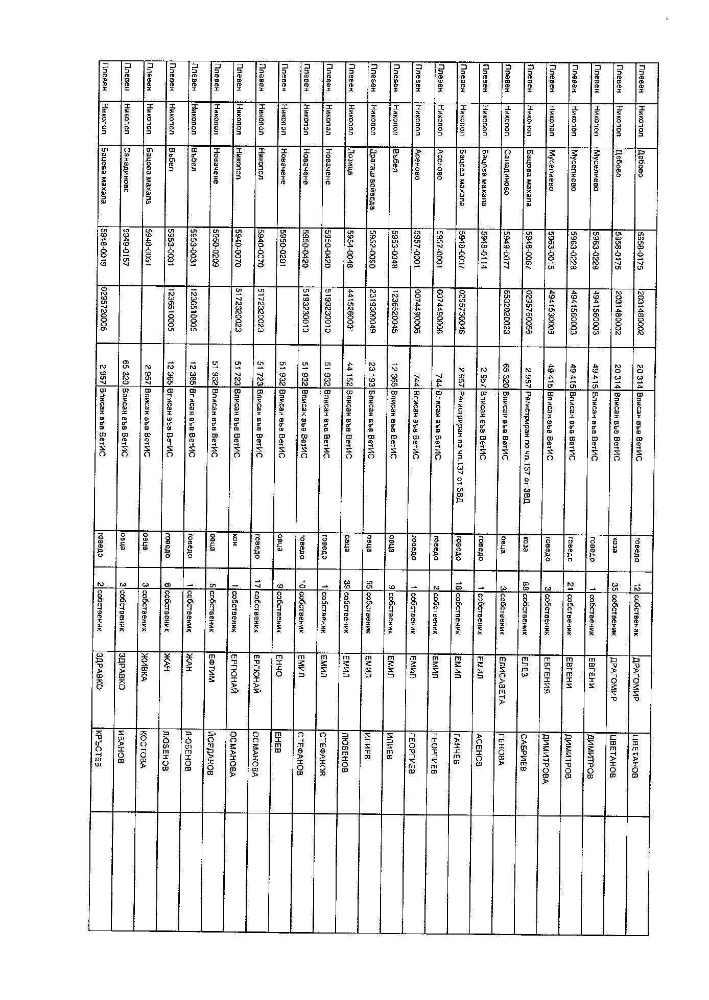 Плевен Никопол Дебово 5958-0175 2031480002 20 314 Вписан във ВетИС говедо 12 собственик ДРАГОМИР ЦВЕТАНОВ
Плевен Никопол Дебово 5958-0175 2031480002 20 314 Вписан във ВетИС коза 35 собственик ДРАГОМИР ЦВЕТАНОВ
Плевен Никопол Муселиево 5963-0228 4941560003 49 415 Вписан във ВетИС говедо 1 собственик ЕВГЕНИ ДИМИТРОВ
Плевен Никопол Муселиево 5963-0228 4941560003 49 415 Вписан във ВетИС говедо 21 собственик ЕВГЕНИ ДИМИТРОВ
Плевен Никопол Муселиево 5963-0015 4941530008 49 415 Вписан във ВетИС говедо 3 собственик ЕВГЕНИЯ ДИМИТРОВА
Плевен Никопол Бацова махала 5948-0067 0295760056 2 957 Регистриран по чл.137 от ЗВД коза 88 собственик ЕЛЕЗ САБРИЕВ
Плевен Никопол Санадиново 5949-0077 6532020023 65 320 Вписан във ВетИС овца 3 собственик ЕЛИСАВЕТА ГЕНОВА
Плевен Никопол Бацова махала 5948-0114 2 957 Вписан във ВетИС говедо 1 собственик ЕМИЛ АСЕНОВ
Плевен Никопол Бацова махала 5948-0037 0295730046 2 957 Регистриран по чл.137 от ЗВД говедо 18 собственик ЕМИЛ ГАНЧЕВ
Плевен Никопол Асеново 5957-0001 0074490006 744 Вписан във ВетИС говедо 2 собственик ЕМИЛ ГЕОРГИЕВ
Плевен Никопол Асеново 5957-0001 0074490006 744 Вписан във ВетИС говедо 1 собственик ЕМИЛ ГЕОРГИЕВ
Плевен Никопол Въбел 5953-0048 1236520045 12 365 Вписан във ВетИС овца 9 собственик ЕМИЛ ИЛИЕВ
Плевен Никопол Драгаш войвода 5952-0090 2319300049 23 193 Вписан във ВетИС овца 55 собственик ЕМИЛ ИЛИЕВ
Плевен Никопол Лозица 5954-0048 4415260001 44 152 Вписан във ВетИС овца 39 собственик ЕМИЛ ЛЮБЕНОВ
Плевен Никопол Новачене 5950-0420 5193230010 51 932 Вписан във ВетИС говедо 1 собственик ЕМИЛ СТЕФАНОВ
Плевен Никопол Новачене 5950-0420 5193230010 51 932 Вписан във ВетИС говедо 10 собственик ЕМИЛ СТЕФАНОВ
Плевен Никопол Новачене 5950-0291 51 932 Вписан във ВетИС овца 9 собственик ЕНЧО ЕНЕВ
Плевен Никопол Никопол 5940-0070 5172320023 51 723 Вписан във ВетИС говедо 17 собственик ЕРГЮНАЙ ОСМАНОВА
Плевен Никопол Никопол 5940-0070 5172320023 51 723 Вписан във ВетИС кон 1 собственик ЕРГЮНАЙ ОСМАНОВА
Плевен Никопол Новачене 5950-0209 51 932 Вписан във ВетИС овца 5 собственик ЕФТИМ ЙОРДАНОВ
Плевен Никопол Въбел 5953-0031 1236510005 12 365 Вписан във ВетИС говедо 1 собственик ЖАН ЛЮБЕНОВ
Плевен Никопол Въбел 5953-0031 1236510005 12 365 Вписан във ВетИС говедо 8 собственик ЖАН ЛЮБЕНОВ
Плевен Никопол Бацова махала 5948-0051 2 957 Вписан във ВетИС овца 3 собственик ЖИВКА КОСТОВА
Плевен Никопол Санадиново 5949-0157 65 320 Вписан във ВетИС овца 3 собственик ЗДРАВКО ИВАНОВ
Плевен Никопол Бацова махала 5948-0019 0295720006 2 957 Вписан във ВетИС говедо 2 собственик ЗДРАВКО КРЪСТЕВ